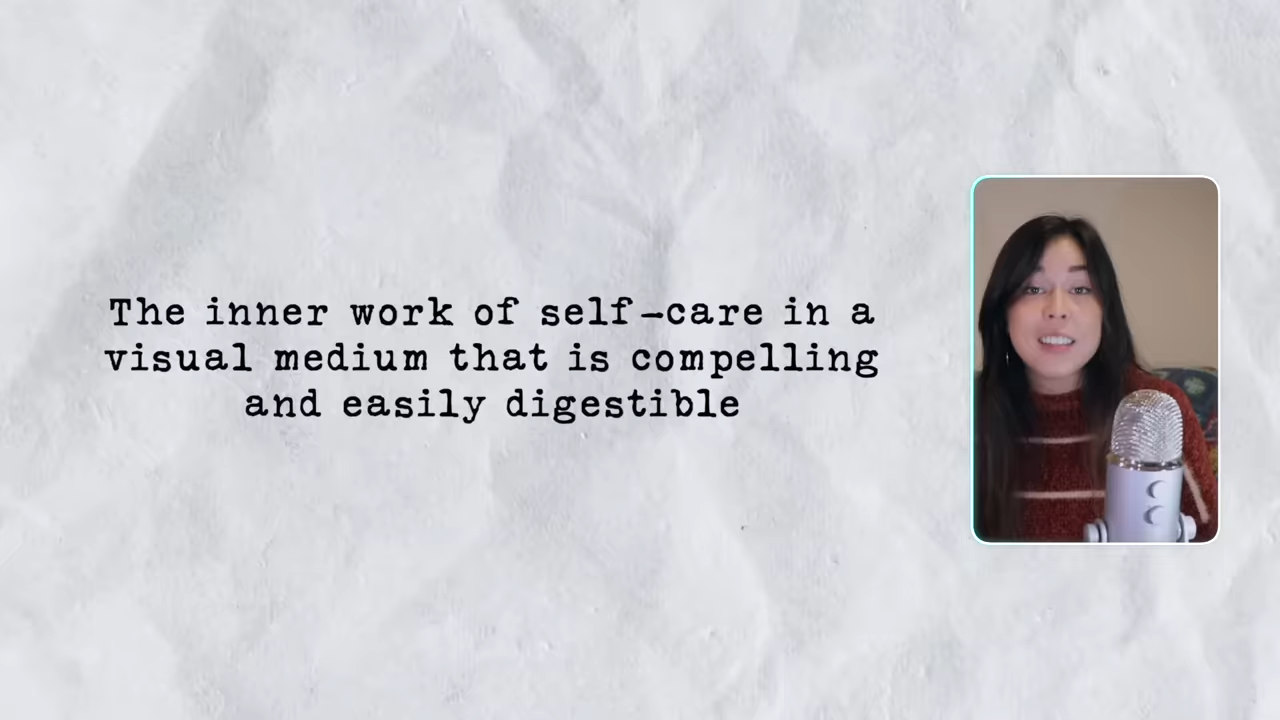 The inner work of self-care in a
visual medium that is compelling
and easily digestible